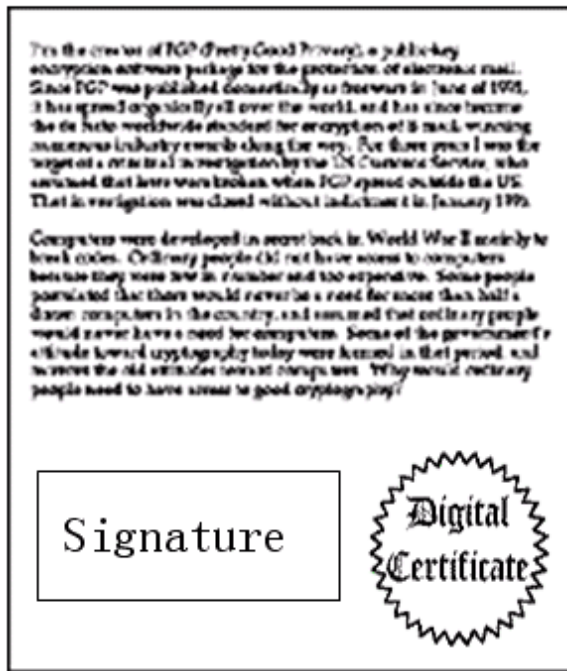 I'm the creator of PGP (Pretty Good Privacy), a public-key
encryption software package for the protection of electronic mail.
Since PGP was published domestically as freeware in June of 1991,
it has spread organically all over the world, and has since become
the de facto worldwide standard for encryption of E-mail, winning
numerous industry awards along the way. For three years I was the
target of a criminal investigation by the US Customs Service, who
assumed that laws were broken when PGP spread outside the US.
That investigation was closed without indictment in January 1996.
Computers were developed in secret back in World War II mainly to
break codes. Ordinary people did not have access to computers
because they were few in number and too expensive. Some people
postulated that there would never be a need for more than half a
dozen computers in the country, and assumed that ordinary people
would never have a need for computers. Some of the government's
attitude toward cryptography today were formed in that period, and
mirrors the old attitudes toward computers. Why would ordinary
people need to have access to good cryptography?
Signature
Digital
Certificate